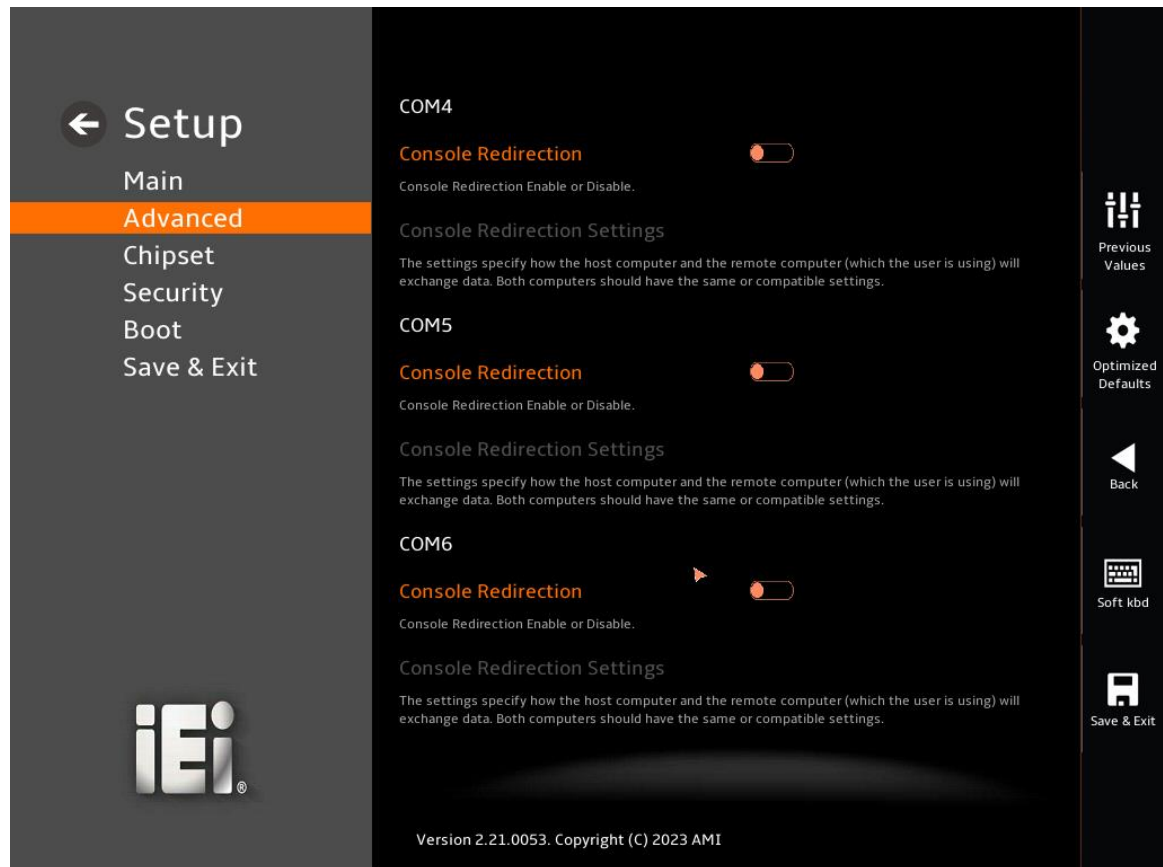 Setup
Main
Advanced
Chipset
Security
Boot
Save & Exit
COM4
Console Redirection
Console Redirection Enable or Disable.
Console Redirection Settings
The settings specify how the host computer and the remote computer (which the user is using) will
exchange data. Both computers should have the same or compatible settings.
COM5
Console Redirection
Console Redirection Enable or Disable.
Console Redirection Settings
The settings specify how the host computer and the remote computer (which the user is using) will
exchange data. Both computers should have the same or compatible settings.
COM6
Console Redirection
Console Redirection Enable or Disable.
Console Redirection Settings
The settings specify how the host computer and the remote computer (which the user is using) will
exchange data. Both computers should have the same or compatible settings.
Previous
Values
Optimized
Defaults
Back
Soft kbd
Save & Exit
iEi®
Version 2.21.0053. Copyright (C) 2023 AMI